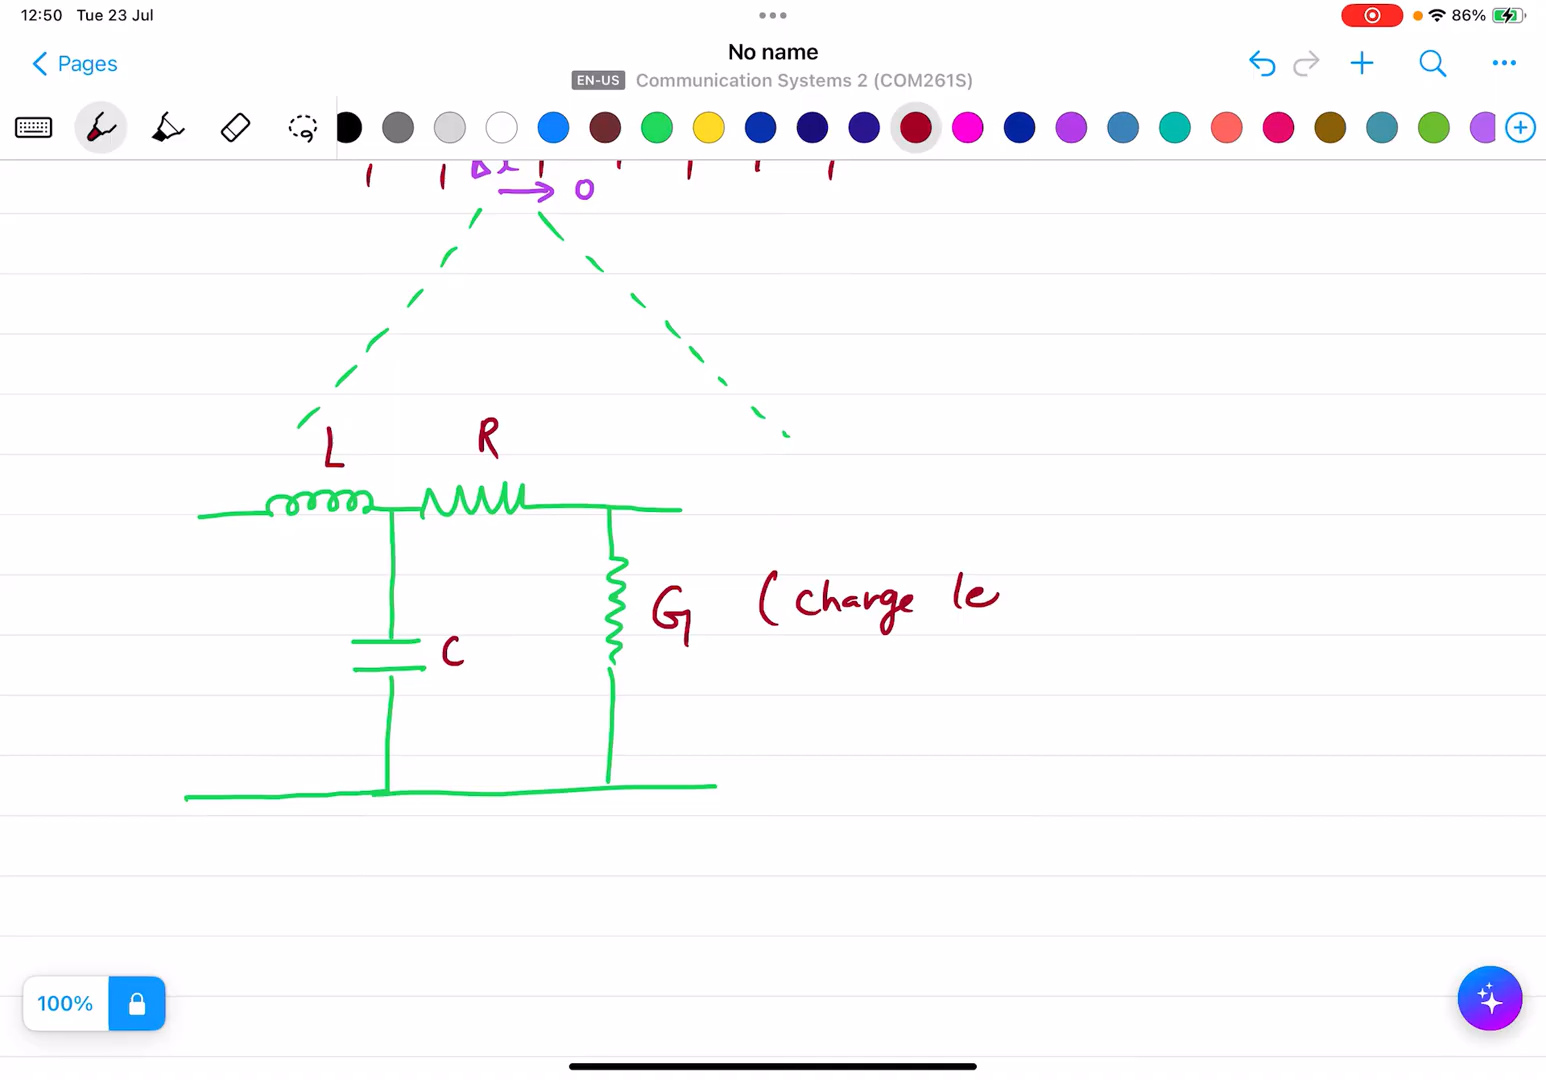 12:50 Tue 23 Jul
86%
Pages
No name
EN-US Communication Systems 2 (COM261S)
Δx
→ 0
L
R
G (charge le
C
100%